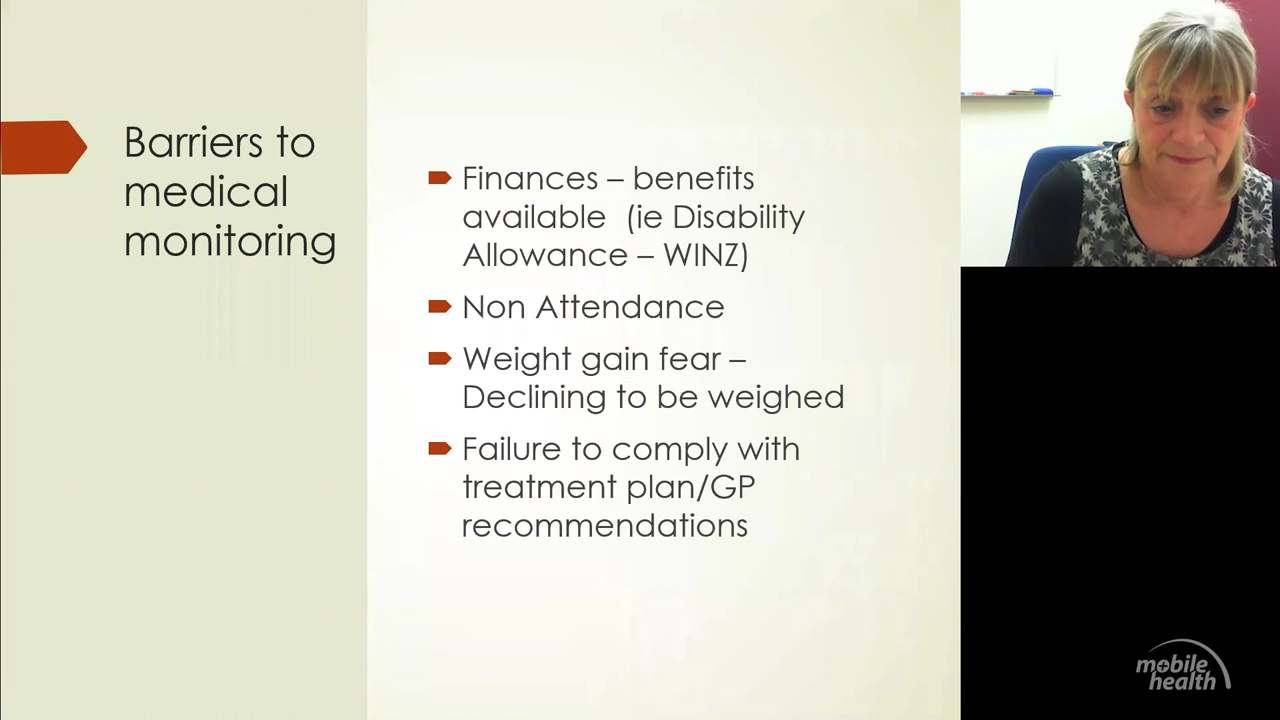 Barriers to
medical
monitoring
Finances – benefits
available (ie Disability
Allowance – WINZ)
Non Attendance
Weight gain fear –
Declining to be weighed
Failure to comply with
treatment plan/GP
recommendations
mobile
health